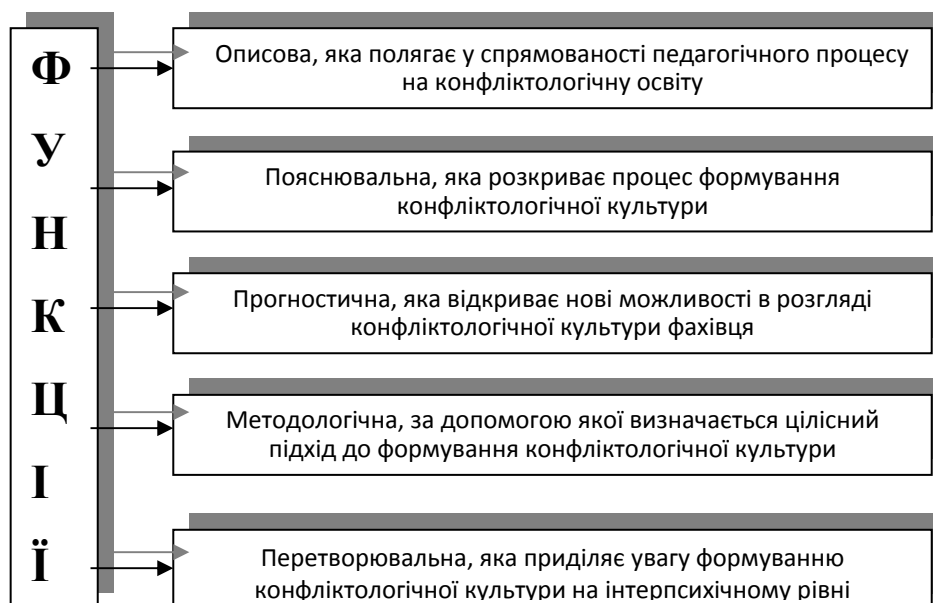 ФУНКЦІЇ
Описова, яка полягає у спрямованості педагогічного процесу
на конфліктологічну освіту
Пояснювальна, яка розкриває процес формування
конфліктологічної культури
Прогностична, яка відкриває нові можливості в розгляді
конфліктологічної культури фахівця
Методологічна, за допомогою якої визначається цілісний
підхід до формування конфліктологічної культури
Перетворювальна, яка приділяє увагу формуванню
конфліктологічної культури на інтерпсихічному рівні